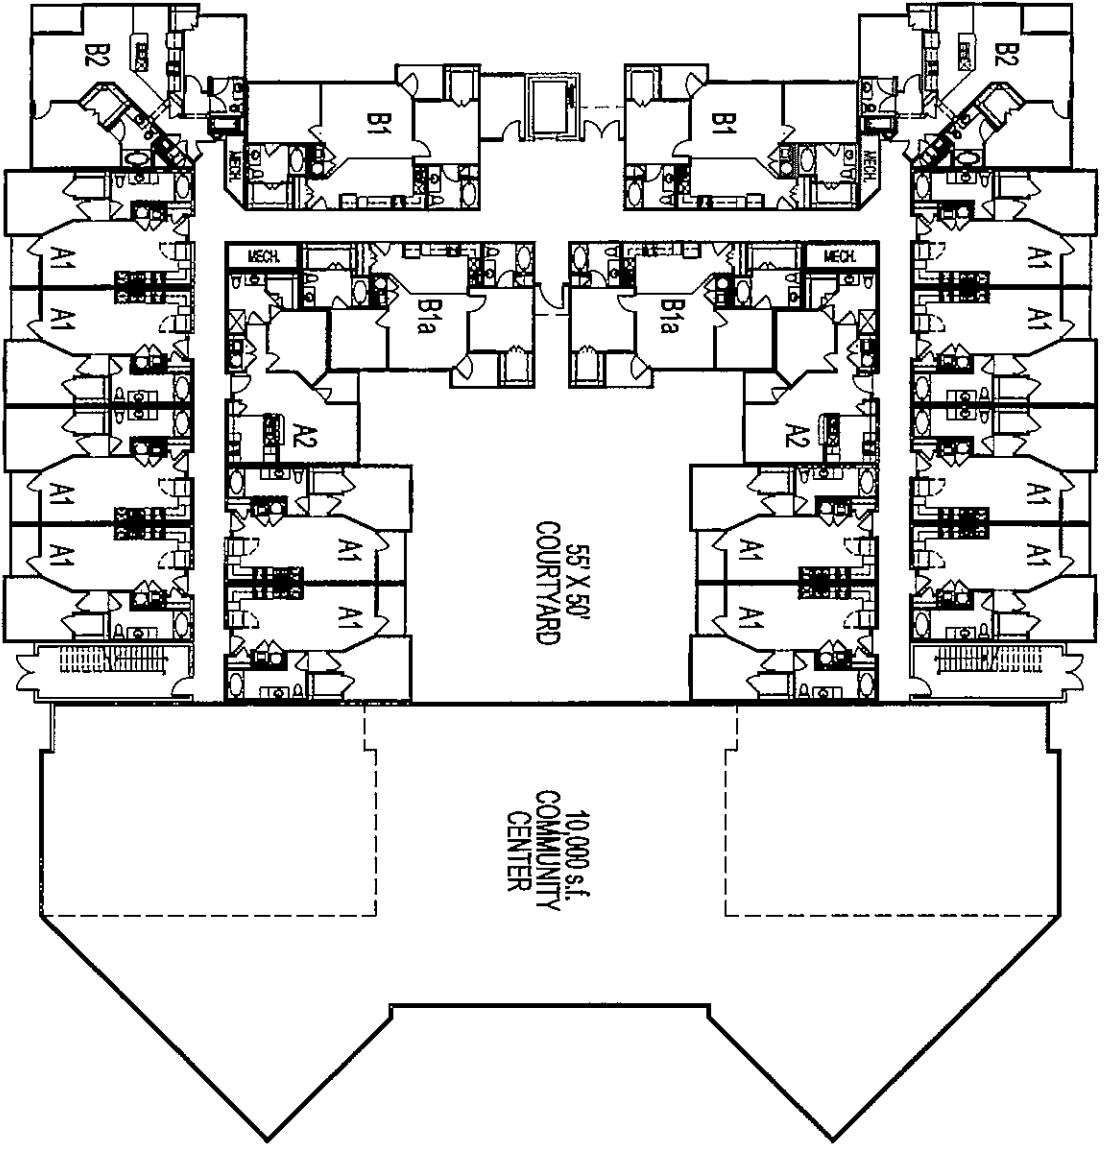 B2
B1
B1
B2
MECH.
MECH.
A1
A1
MECH.
MECH.
B1a
B1a
A1
A1
A2
A2
A1
A1
A1
A1
A1
A1
A1
A1
55' X 50'
COURTYARD
10,000 s.f.
COMMUNITY
CENTER